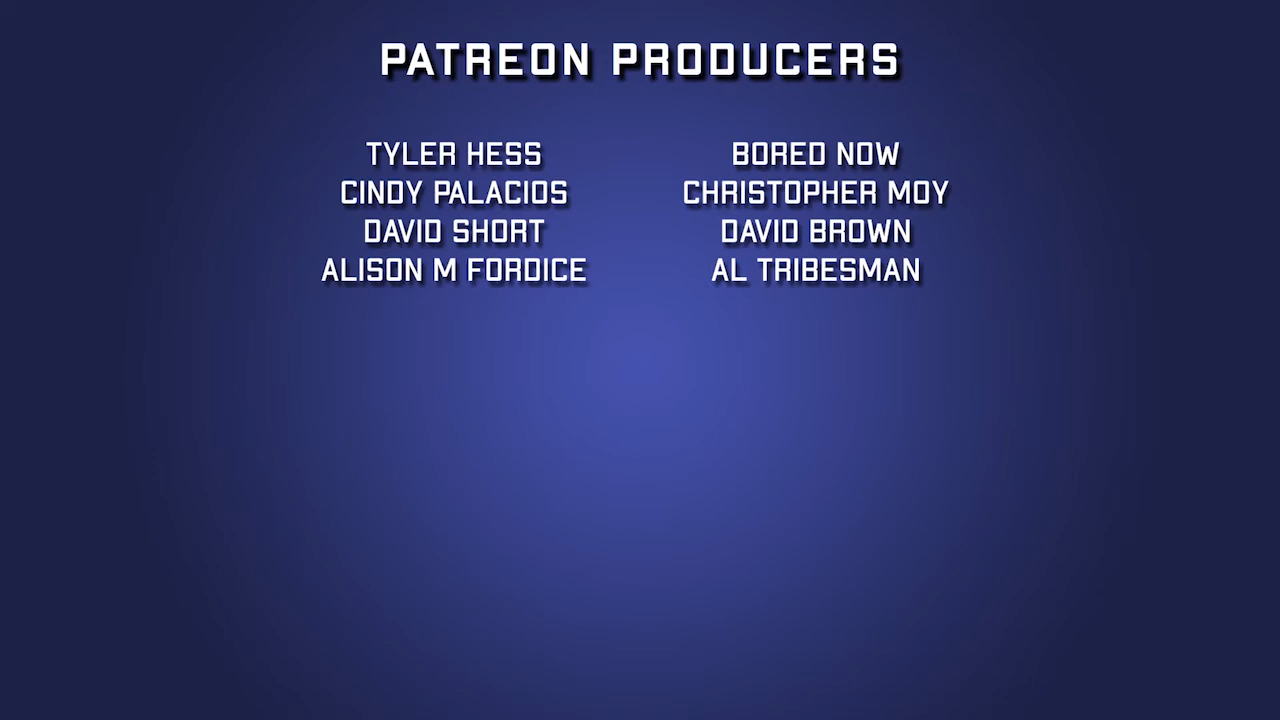 PATREON PRODUCERS
TYLER HESS
CINDY PALACIOS
DAVID SHORT
ALISON M FORDICE
BORED NOW
CHRISTOPHER MOY
DAVID BROWN
AL TRIBESMAN